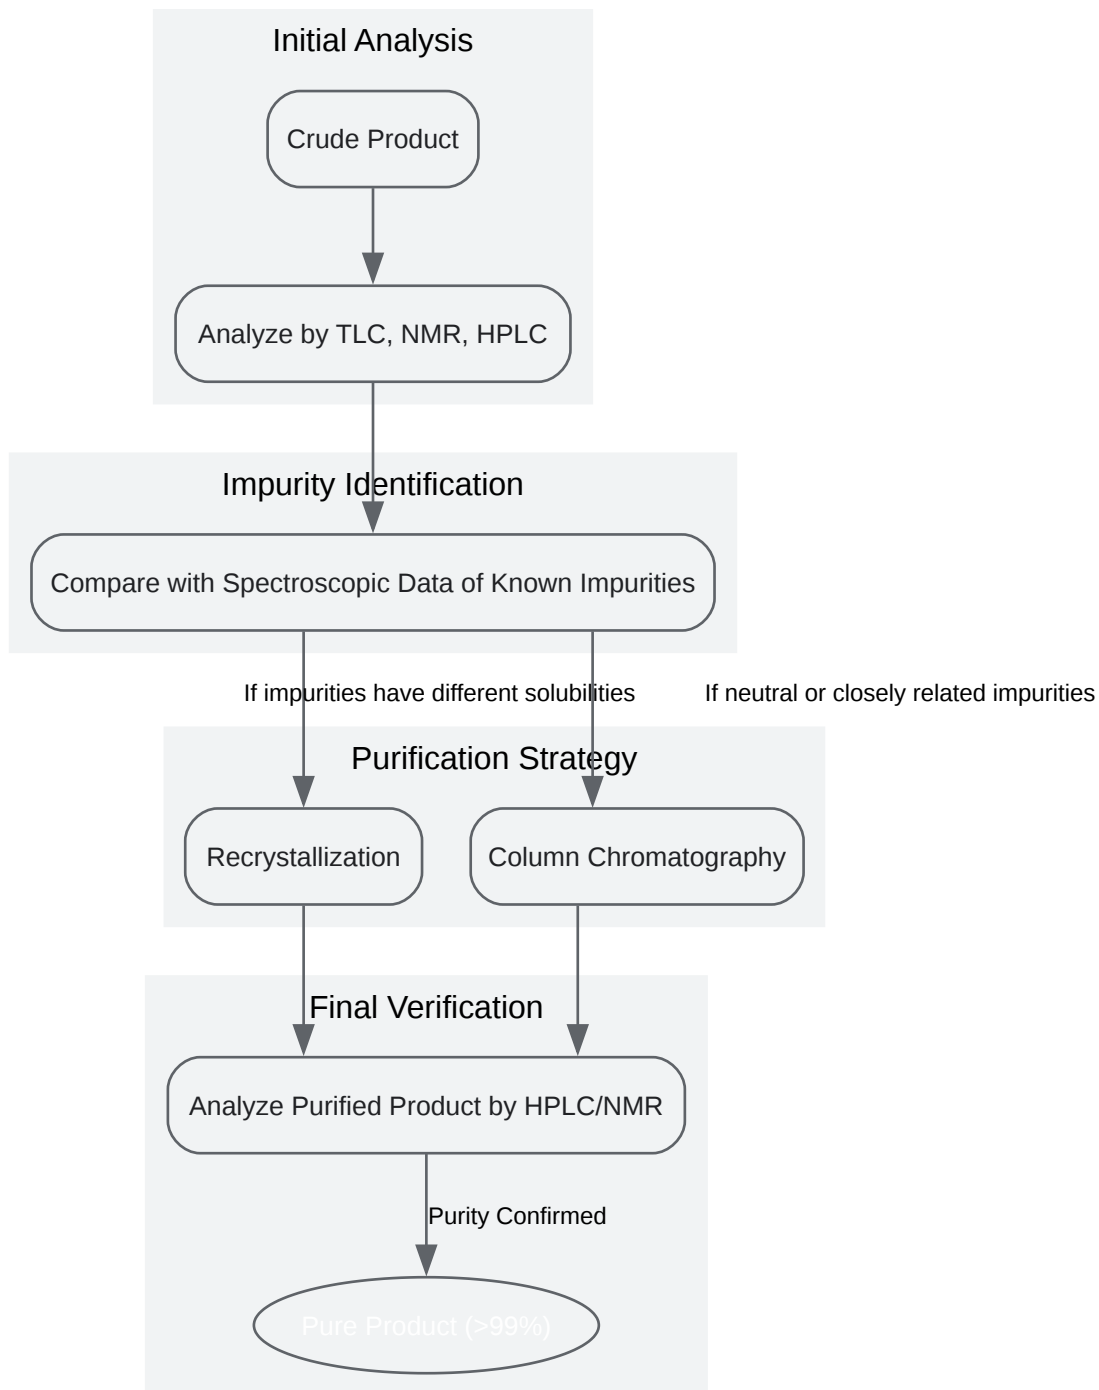 Initial Analysis
Crude Product
Analyze by TLC, NMR, HPLC
Impurity Identification
Compare with Spectroscopic Data of Known Impurities
If impurities have different solubilities
If neutral or closely related impurities
Purification Strategy
Recrystallization
Column Chromatography
Final Verification
Analyze Purified Product by HPLC/NMR
Purity Confirmed
Pure Product (>99%)